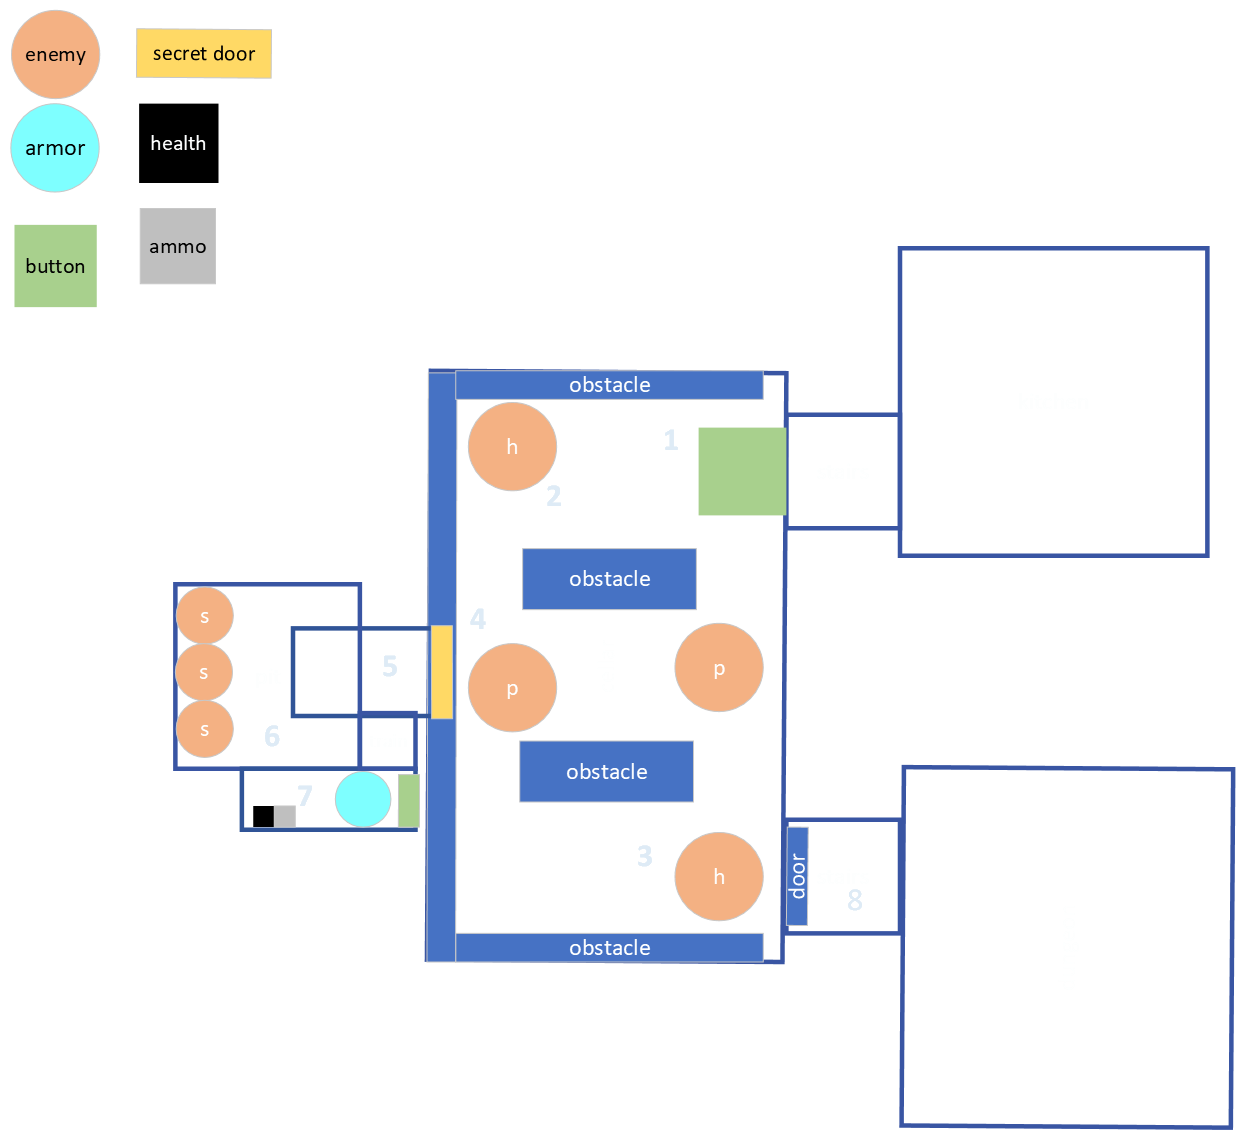 enemy
secret door
armor
health
button
ammo
obstacle
h
1
2
obstacle
s
4
p
5
s
p
s
6
obstacle
7
3
h
door
8
obstacle